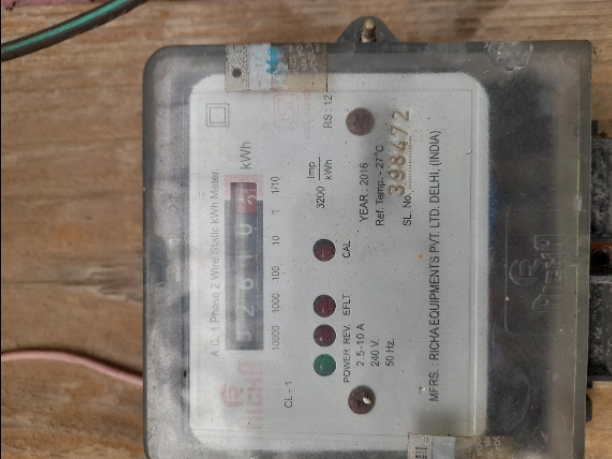 A.C. 1 Phase 2 Wire Static kWh Meter
RICHA
kWh
10000 1000 100 10 1 1/10
CL - 1
3200 Imp
kWh
RS : 12
POWER REV. EFLT CAL
2.5-10 A
240 V.
50 Hz.
YEAR : 2016
Ref. Temp. - 27°C
SL. No. 398472
MFRS. : RICHA EQUIPMENTS PVT. LTD. DELHI, (INDIA)
RICHA